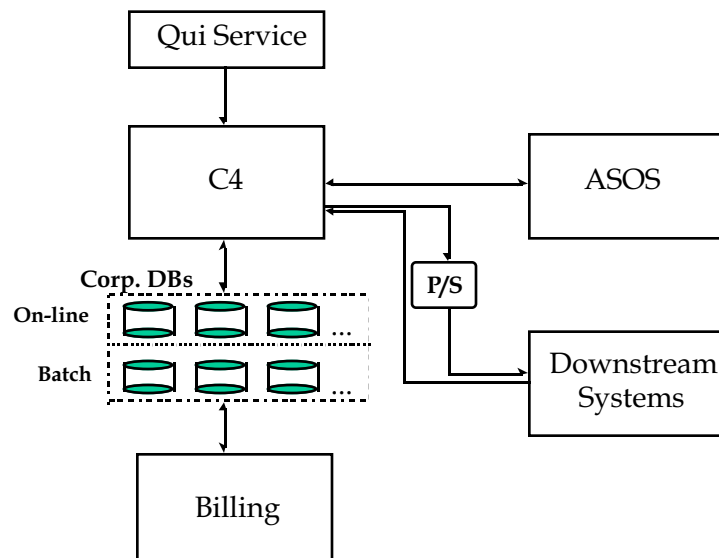 Qui Service
C4
ASOS
Corp. DBs
P/S
On-line
...
Batch
...
Downstream
Systems
Billing